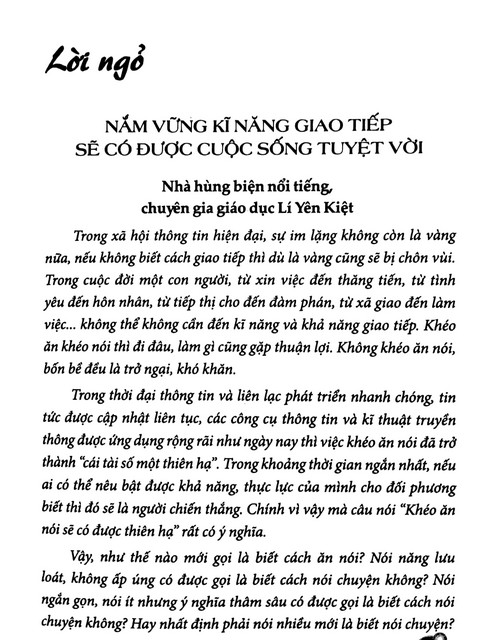 Lời ngỏ
NẮM VỮNG KĨ NĂNG GIAO TIẾP
SẼ CÓ ĐƯỢC CUỘC SỐNG TUYỆT VỜI
Nhà hùng biện nổi tiếng,
chuyên gia giáo dục Lí Yên Kiệt
Trong xã hội thông tin hiện đại, sự im lặng không còn là vàng
nữa, nếu không biết cách giao tiếp thì dù là vàng cũng sẽ bị chôn vùi.
Trong cuộc đời một con người, từ xin việc đến thăng tiến, từ tình
yêu đến hôn nhân, từ tiếp thị cho đến đàm phán, từ xã giao đến làm
việc... không thể không cần đến kĩ năng và khả năng giao tiếp. Khéo
ăn khéo nói thì đi đâu, làm gì cũng gặp thuận lợi. Không khéo ăn nói,
bốn bề đều là trở ngại, khó khăn.
Trong thời đại thông tin và liên lạc phát triển nhanh chóng, tin
tức được cập nhật liên tục, các công cụ thông tin và kĩ thuật truyền
thông được ứng dụng rộng rãi như ngày nay thì việc khéo ăn nói đã trở
thành “cái tài số một thiên hạ”. Trong khoảng thời gian ngắn nhất, nếu
ai có thể nêu bật được khả năng, thực lực của mình cho đối phương
biết thì đó sẽ là người chiến thắng. Chính vì vậy mà câu nói “Khéo ăn
nói sẽ có được thiên hạ” rất có ý nghĩa.
Vậy, như thế nào mới gọi là biết cách ăn nói? Nói năng lưu
loát, không ấp úng có được gọi là biết cách nói chuyện không? Nói
ngắn gọn, nói ít nhưng ý nghĩa thâm sâu có được gọi là biết cách nói
chuyện không? Hay nhất định phải nói nhiều mới là biết nói chuyện?